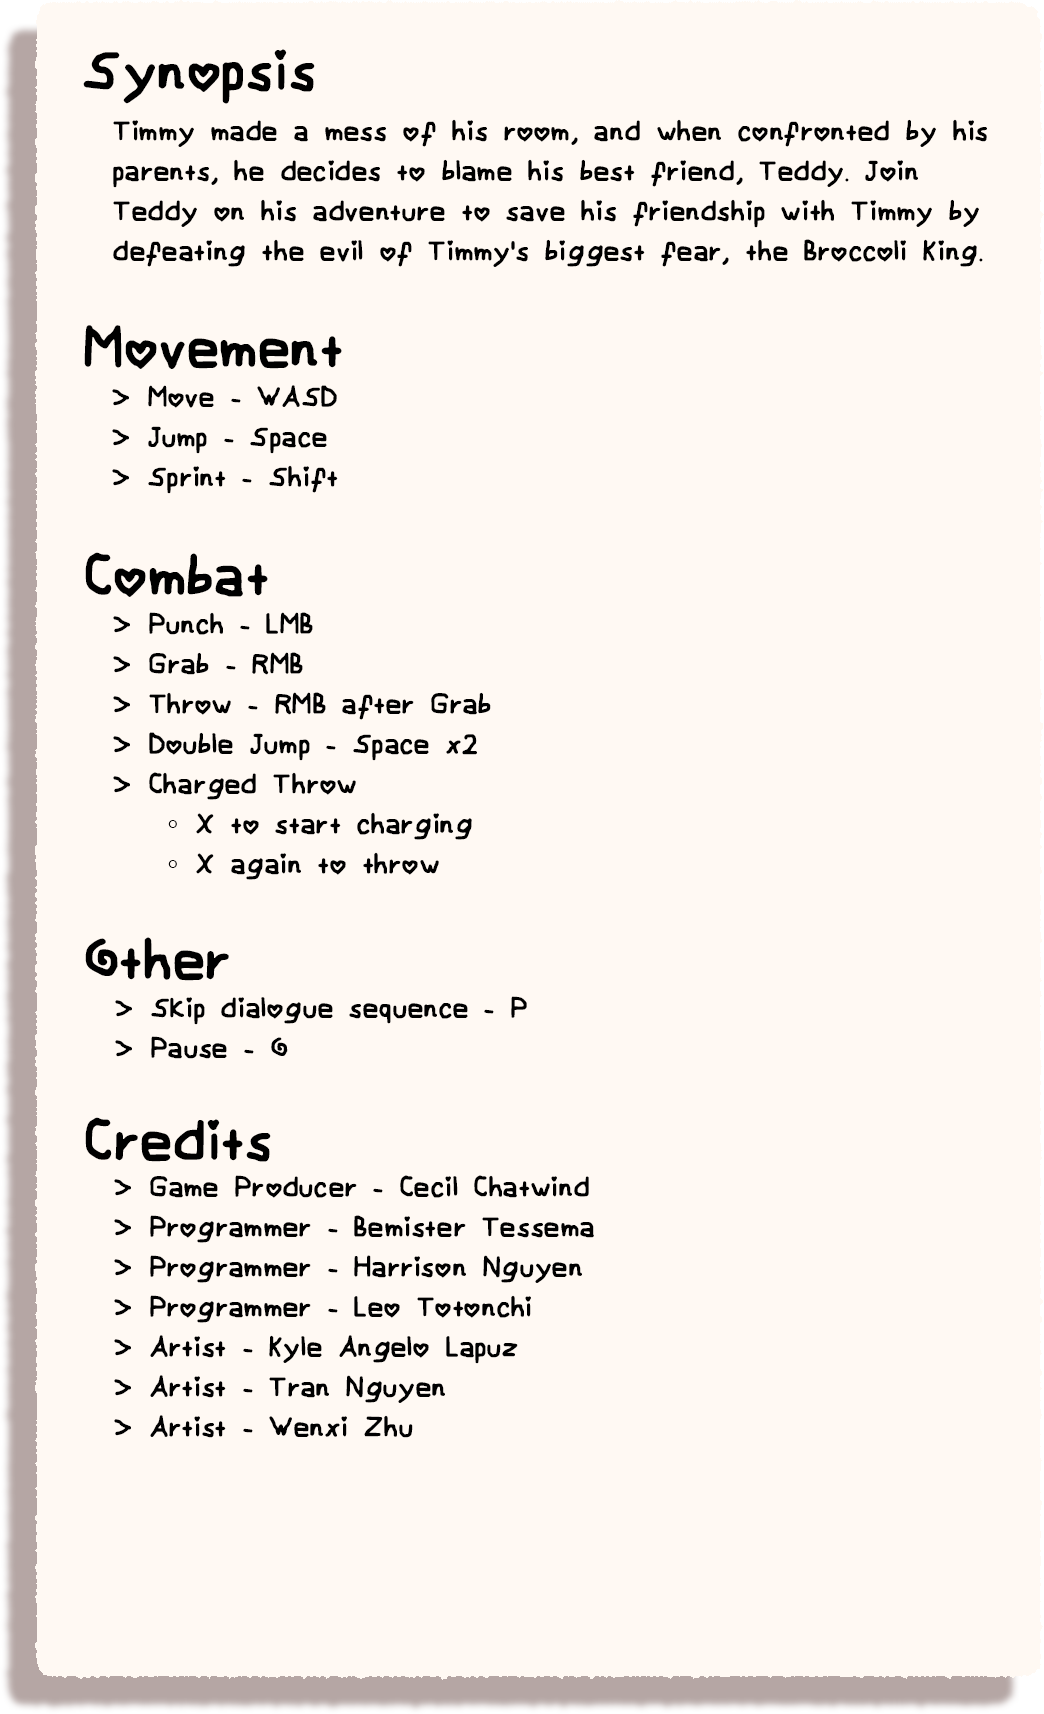 Synopsis
Timmy made a mess of his room, and when confronted by his
parents, he decides to blame his best friend, Teddy. Join
Teddy on his adventure to save his friendship with Timmy by
defeating the evil of Timmy's biggest fear, the Broccoli King.
Movement
> Move - WASD
> Jump - Space
> Sprint - Shift
Combat
> Punch - LMB
> Grab - RMB
> Throw - RMB after Grab
> Double Jump - Space x2
> Charged Throw
◦ X to start charging
◦ X again to throw
Other
> Skip dialogue sequence - P
> Pause - O
Credits
> Game Producer - Cecil Chatwind
> Programmer - Bemister Tessema
> Programmer - Harrison Nguyen
> Programmer - Leo Totonchi
> Artist - Kyle Angelo Lapuz
> Artist - Tran Nguyen
> Artist - Wenxi Zhu